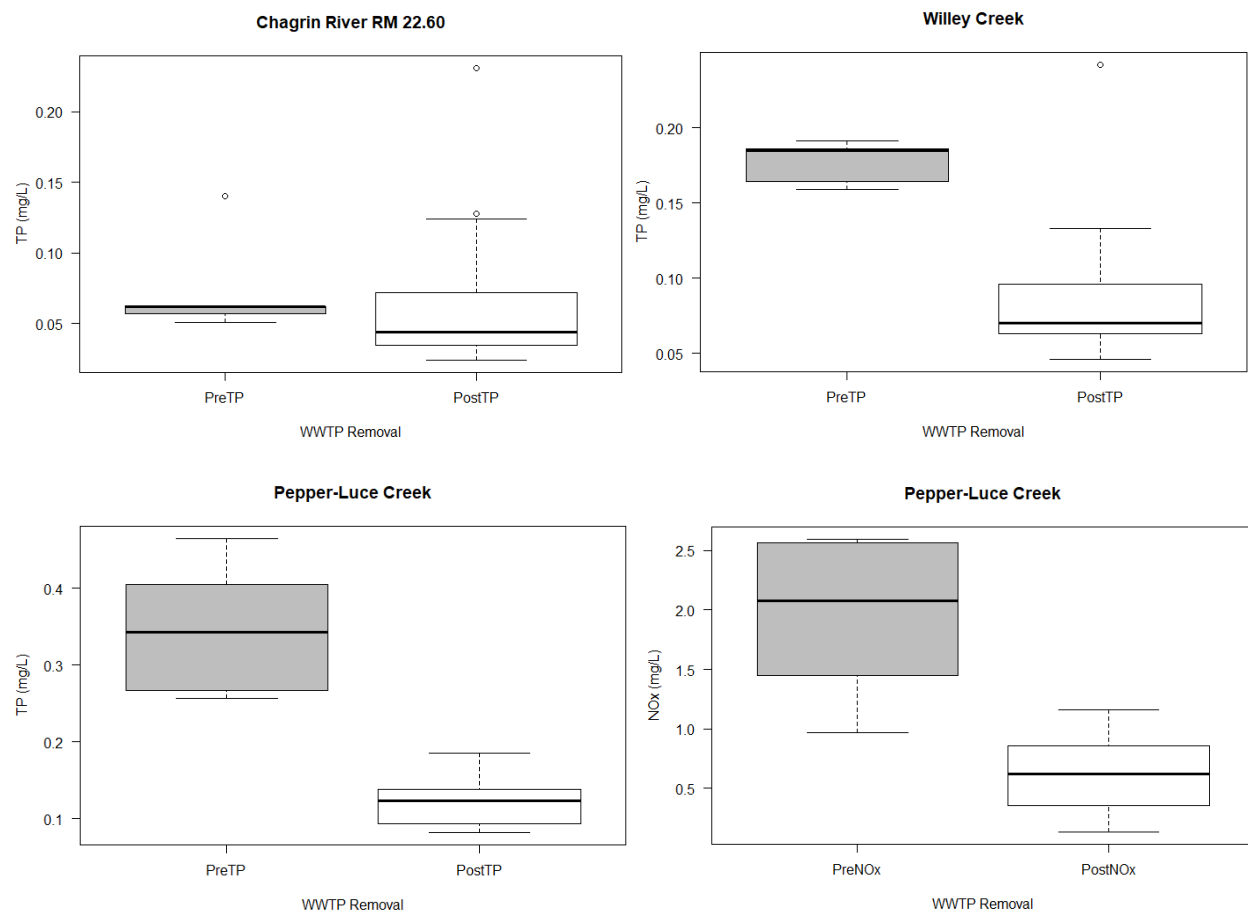 Chagrin River RM 22.60
TP (mg/L)
0.20
0.15
0.10
0.05
PreTP PostTP
WWTP Removal
Willey Creek
TP (mg/L)
0.20
0.15
0.10
0.05
PreTP PostTP
WWTP Removal
Pepper-Luce Creek
TP (mg/L)
0.4
0.3
0.2
0.1
PreTP PostTP
WWTP Removal
Pepper-Luce Creek
NOx (mg/L)
2.5
2.0
1.5
1.0
0.5
PreNOx PostNOx
WWTP Removal